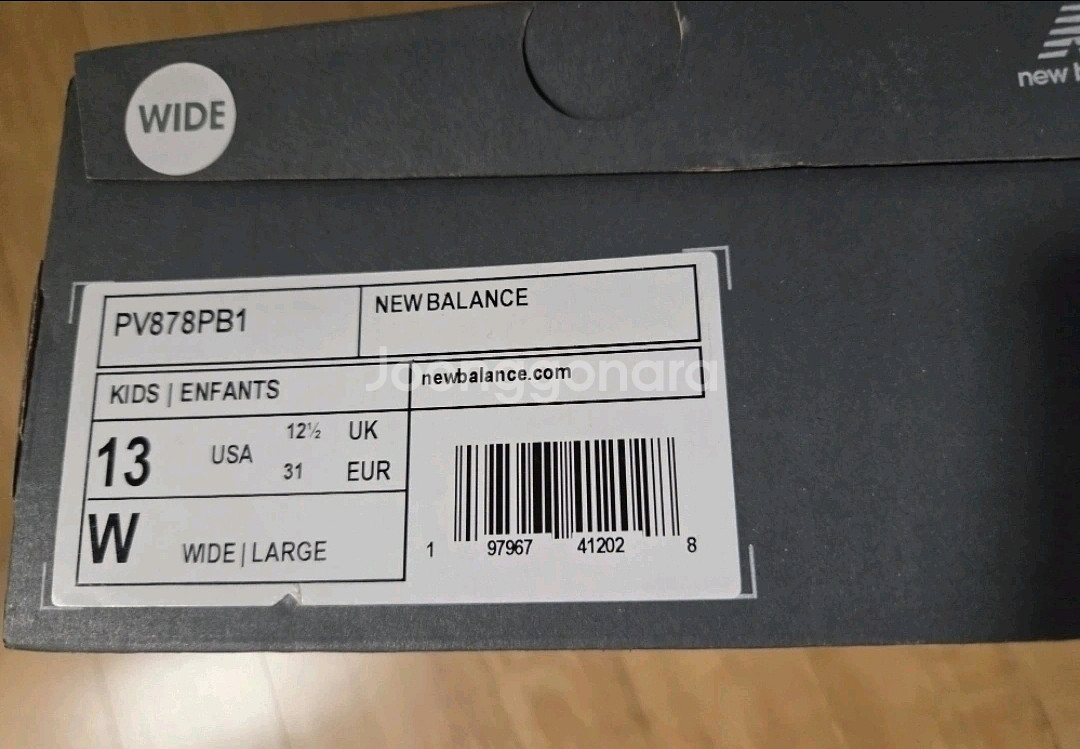 WIDE
new b
PV878PB1
NEW BALANCE
KIDS | ENFANTS
newbalance.com
Joonggonara
13 USA 12½ UK
31 EUR
W WIDE | LARGE
1 97967 41202 8